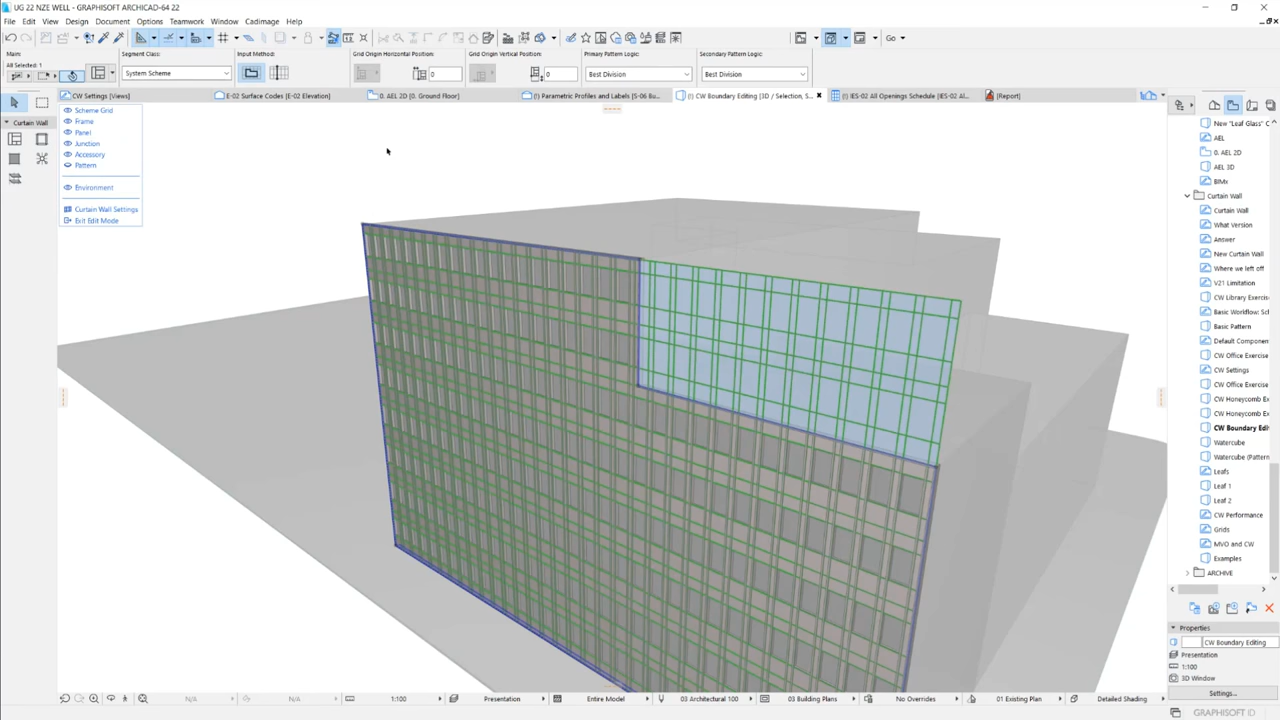 UG 22 NZE WELL - GRAPHISOFT ARCHICAD-64 22
File Edit View Design Document Options Teamwork Window Cadimage Help
Go
Main:
All Selected: 1
Segment Class:
System Scheme
Input Method:
Grid Origin Horizontal Position:
0
Grid Origin Vertical Position:
0
Primary Pattern Logic:
Best Division
Secondary Pattern Logic:
Best Division
CW Settings [Views]
E-02 Surface Codes [E-02 Elevation]
0. AEL 2D [0. Ground Floor]
(!) Parametric Profiles and Labels [S-06 Bu...
(!) CW Boundary Editing [3D / Selection, S...
(!) IES-02 All Openings Schedule [IES-02 Al...
[Report]
Curtain Wall
Scheme Grid
Frame
Panel
Junction
Accessory
Pattern
Environment
Curtain Wall Settings
Exit Edit Mode
New "Leaf Glass" C
AEL
0. AEL 2D
AEL 3D
BIMx
Curtain Wall
Curtain Wall
What Version
Answer
New Curtain Wall
Where we left off
V21 Limitation
CW Library Exercis
Basic Workflow: Scl
Basic Pattern
Default Componen
CW Office Exercise
CW Settings
CW Office Exercise
CW Honeycomb Ex
CW Honeycomb Ex
CW Boundary Edit
Watercube
Watercube (Pattern
Leafs
Leaf 1
Leaf 2
CW Performance
Grids
MVO and CW
Examples
ARCHIVE
Properties
CW Boundary Editing
Presentation
1:100
3D Window
Settings...
N/A
N/A
1:100
Presentation
Entire Model
03 Architectural 100
03 Building Plans
No Overrides
01 Existing Plan
Detailed Shading
GRAPHISOFT ID